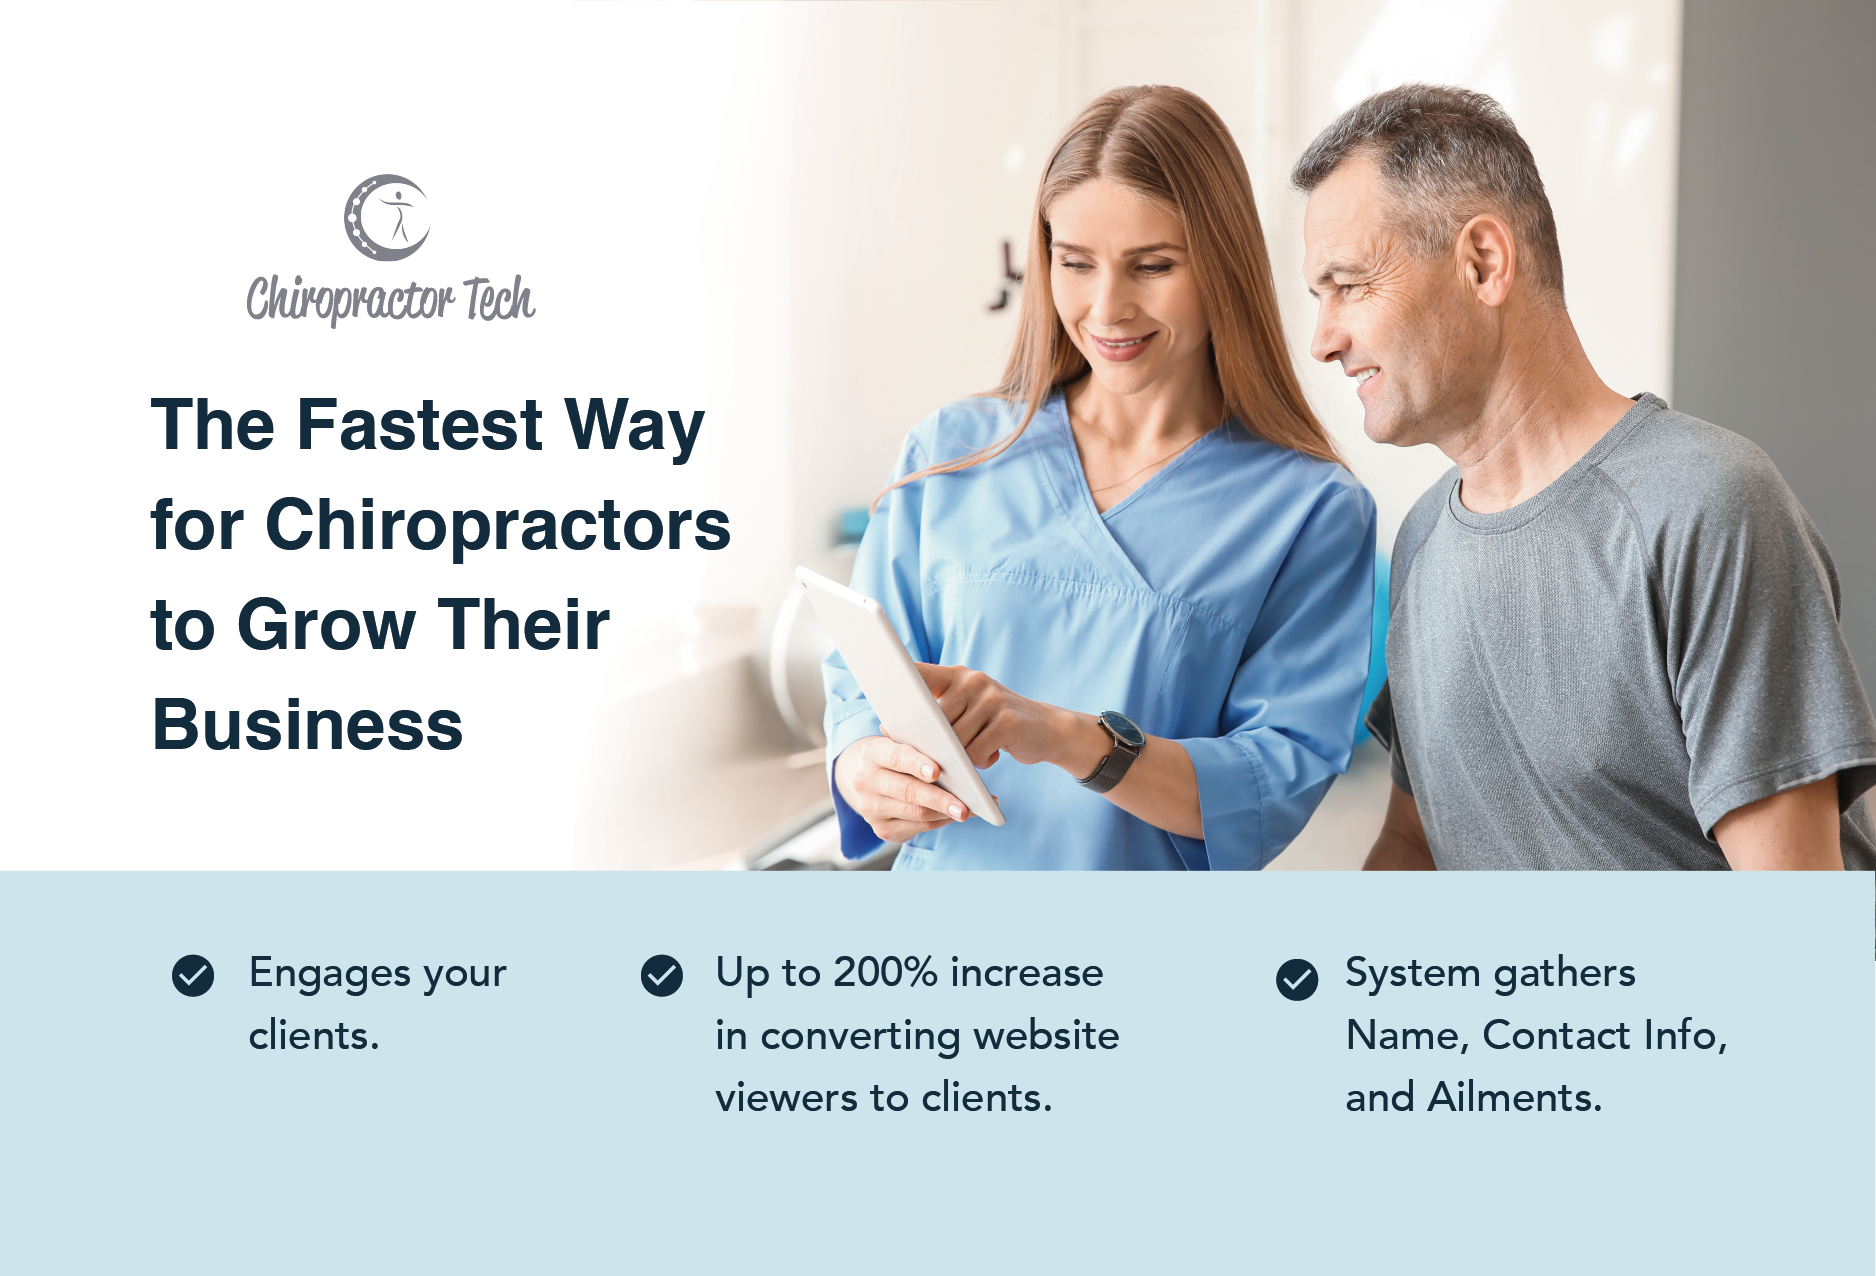 Chiropractor Tech
The Fastest Way
for Chiropractors
to Grow Their
Business
Engages your
clients.
Up to 200% increase
in converting website
viewers to clients.
System gathers
Name, Contact Info,
and Ailments.